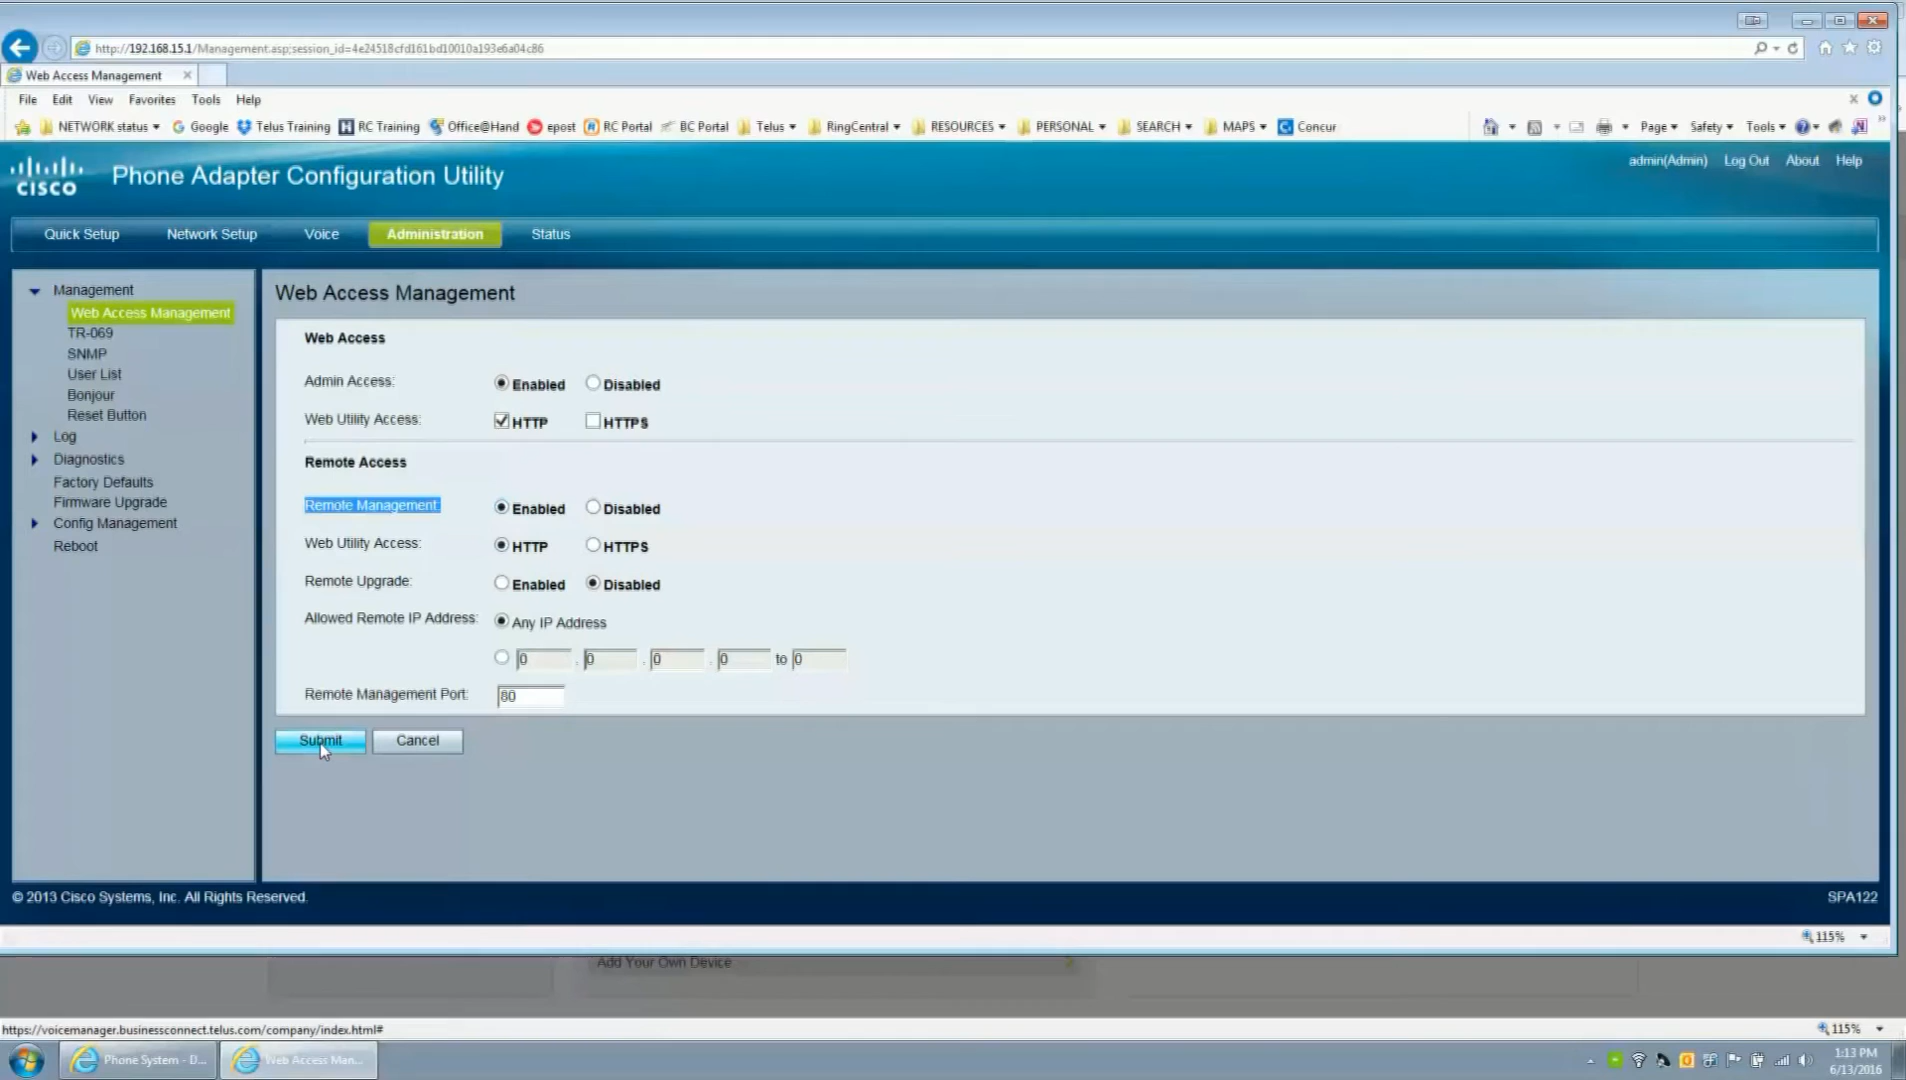 http://192.168.15.1/Management.asp;session_id=4e24518cfd161bd10010a193e6a04c86
Web Access Management
File Edit View Favorites Tools Help
NETWORK status Google Telus Training RC Training Office@Hand epost RC Portal BC Portal Telus RingCentral RESOURCES PERSONAL SEARCH MAPS Concur Page Safety Tools
CISCO Phone Adapter Configuration Utility
admin(Admin) Log Out About Help
Quick Setup Network Setup Voice Administration Status
Management
Web Access Management
TR-069
SNMP
User List
Bonjour
Reset Button
Log
Diagnostics
Factory Defaults
Firmware Upgrade
Config Management
Reboot
Web Access Management
Web Access
Admin Access: Enabled Disabled
Web Utility Access: HTTP HTTPS
Remote Access
Remote Management: Enabled Disabled
Web Utility Access: HTTP HTTPS
Remote Upgrade: Enabled Disabled
Allowed Remote IP Address: Any IP Address
0 . 0 . 0 . 0 to 0
Remote Management Port: 80
Submit Cancel
© 2013 Cisco Systems, Inc. All Rights Reserved.
SPA122
115%
Add Your Own Device
https://voicemanager.businessconnect.telus.com/company/index.html#
115%
Phone System - D...
Web Access Man...
1:13 PM
6/13/2016